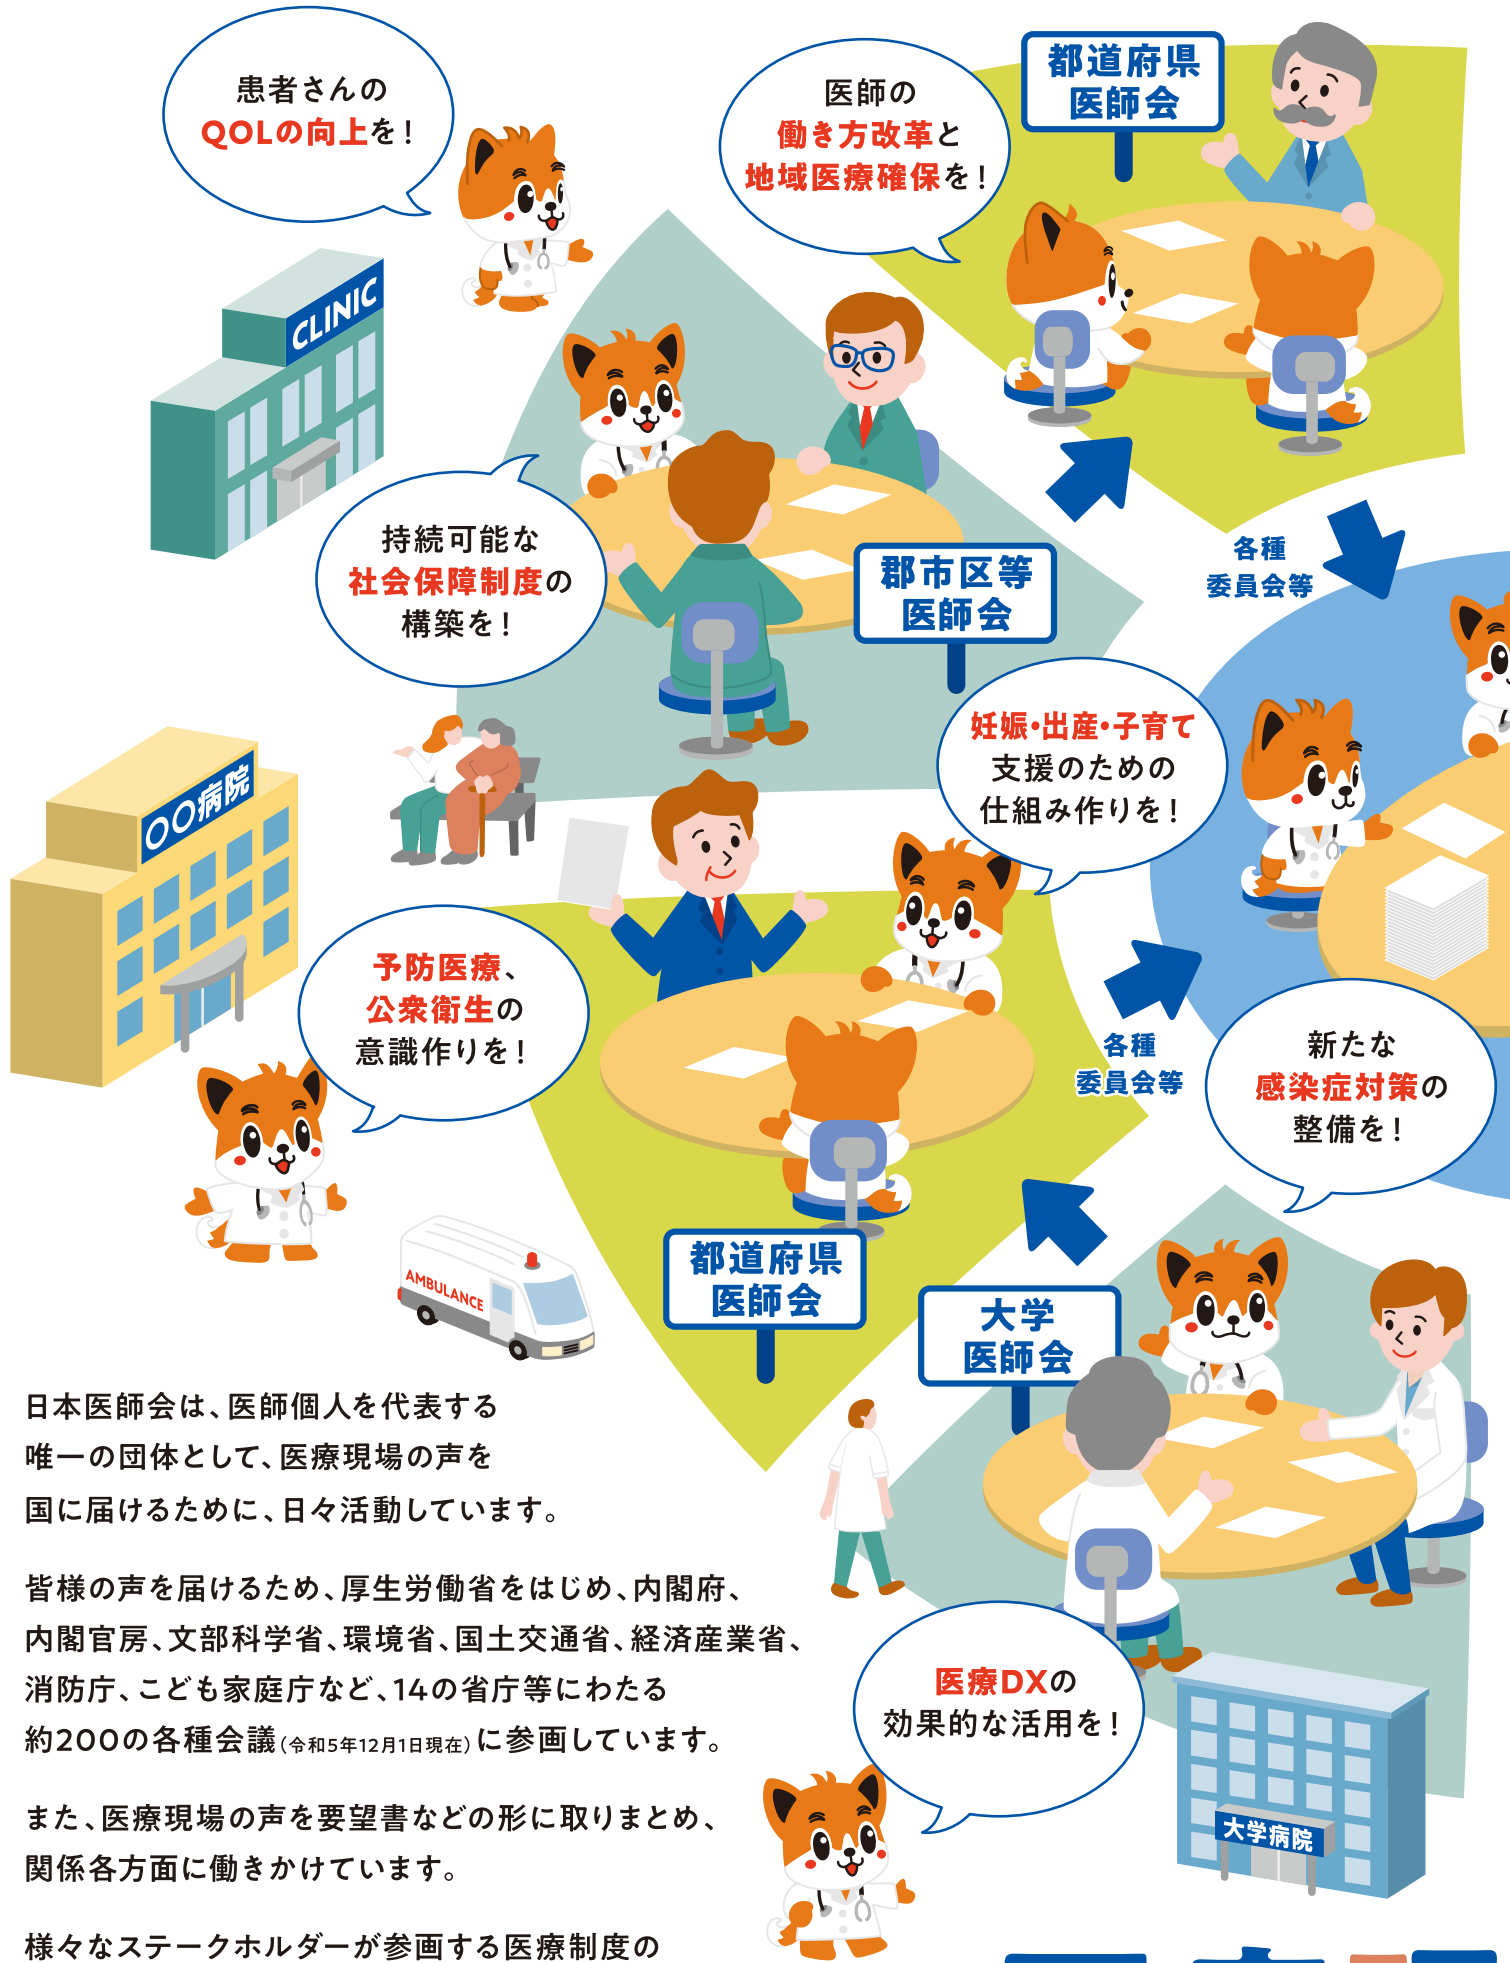 患者さんの
QOLの向上を！
医師の
働き方改革と
地域医療確保を！
都道府県
医師会
CLINIC
持続可能な
社会保障制度の
構築を！
郡市区等
医師会
各種
委員会等
〇〇病院
妊娠・出産・子育て
支援のための
仕組み作りを！
予防医療、
公衆衛生の
意識作りを！
各種
委員会等
新たな
感染症対策の
整備を！
AMBULANCE
都道府県
医師会
大学
医師会
医療DXの
効果的な活用を！
大学病院
日本医師会は、医師個人を代表する
唯一の団体として、医療現場の声を
国に届けるために、日々活動しています。
皆様の声を届けるため、厚生労働省をはじめ、内閣府、
内閣官房、文部科学省、環境省、国土交通省、経済産業省、
消防庁、こども家庭庁など、14の省庁等にわたる
約200の各種会議（令和5年12月1日現在）に参画しています。
また、医療現場の声を要望書などの形に取りまとめ、
関係各方面に働きかけています。
様々なステークホルダーが参画する医療制度の